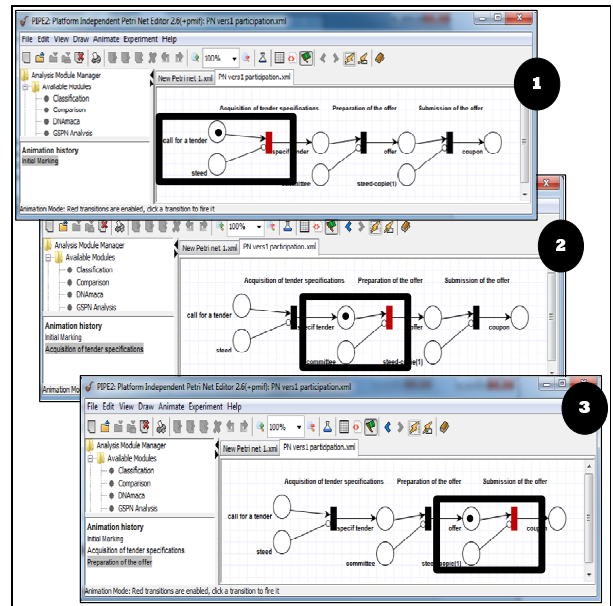 PIPE2: Platform Independent Petri Net Editor 2.6(+pmif): PN vers1 participation.xml
File Edit View Draw Animate Experiment Help
100%
Analysis Module Manager
Available Modules
Classification
Comparison
DNAmaca
GSPN Analysis
Animation history
Initial Marking
New Petri net 1.xml PN vers1 participation.xml
Acquisition of tender specifications Preparation of the offer Submission of the offer
call for a tender
specif tender offer coupon
steed
committee steed-copie(1)
Animation Mode: Red transitions are enabled, click a transition to fire it
1
100%
Analysis Module Manager
Available Modules
Classification
Comparison
DNAmaca
GSPN Analysis
Animation history
Initial Marking
Acquisition of tender specifications
New Petri net 1.xml PN vers1 participation.xml
Acquisition of tender specifications Preparation of the offer Submission of the offer
call for a tender
specif tender offer coupon
steed
committee steed-copie(1)
Animation Mo
2
PIPE2: Platform Independent Petri Net Editor 2.6(+pmif): PN vers1 participation.xml
File Edit View Draw Animate Experiment Help
100%
Analysis Module Manager
Available Modules
Classification
Comparison
DNAmaca
GSPN Analysis
Animation history
Initial Marking
Acquisition of tender specifications
Preparation of the offer
New Petri net 1.xml PN vers1 participation.xml
Acquisition of tender specifications Preparation of the offer Submission of the offer
call for a tender
specif tender offer coupon
steed
committee steed-copie(1)
Animation Mode: Red transitions are enabled, click a transition to fire it
3